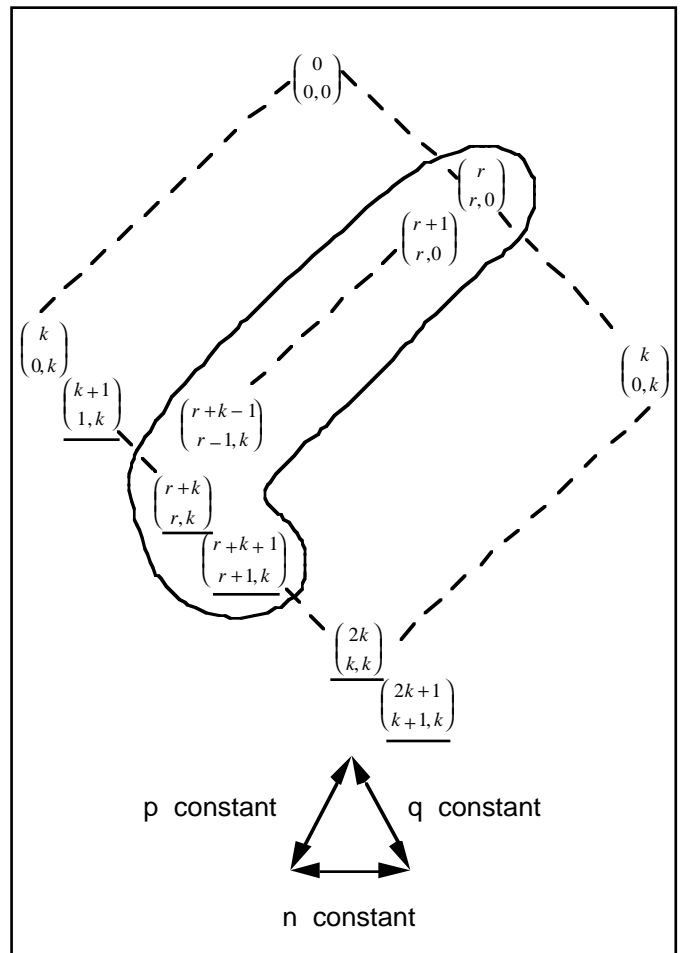 (0
0,0)
(r
r,0)
(r+1
r,0)
(k
0,k)
(k
0,k)
(k+1
1,k)
(r+k−1
r−1,k)
(r+k
r,k)
(r+k+1
r+1,k)
(2k
k,k)
(2k+1
k+1,k)
p constant
q constant
n constant